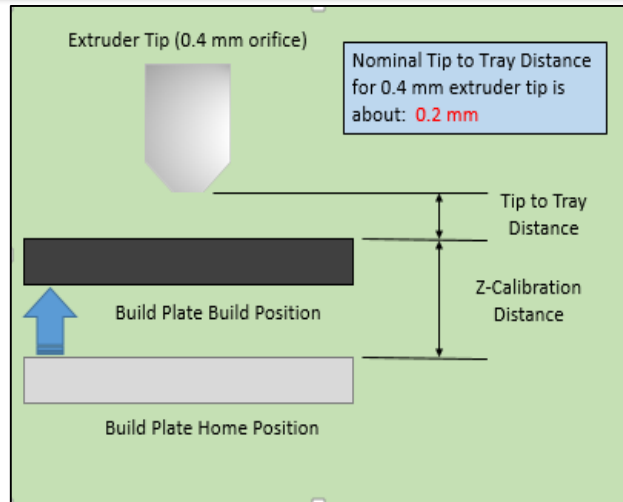 Extruder Tip (0.4 mm orifice)
Nominal Tip to Tray Distance
for 0.4 mm extruder tip is
about: 0.2 mm
Tip to Tray
Distance
Z-Calibration
Distance
Build Plate Build Position
Build Plate Home Position